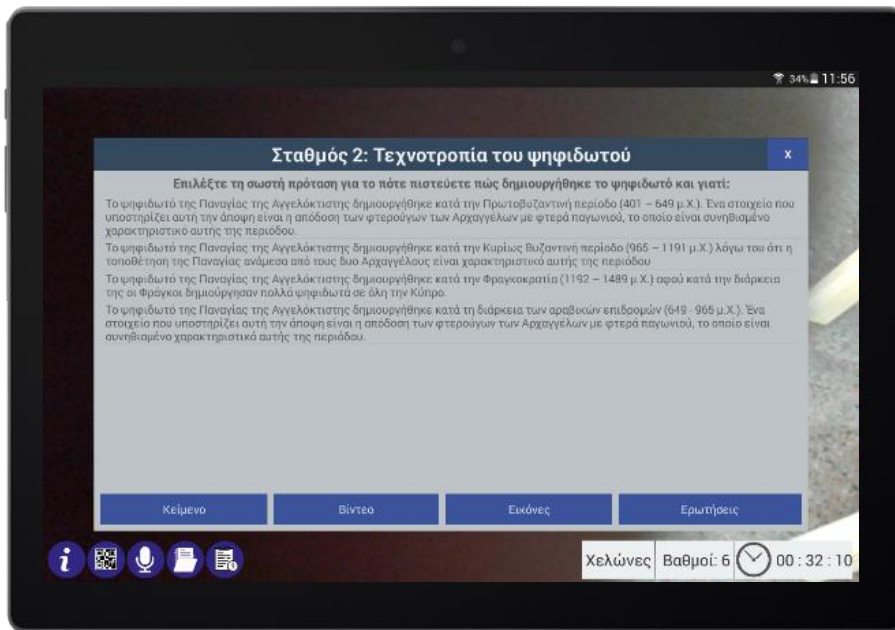 34% 11:56
Σταθμός 2: Τεχνοτροπία του ψηφιδωτού x
Επιλέξτε τη σωστή πρόταση για το πότε πιστεύετε πώς δημιουργήθηκε το ψηφιδωτό και γιατί:
Το ψηφιδωτό της Παναγίας της Αγγελόκτιστης δημιουργήθηκε κατά την Πρωτοβυζαντινή περίοδο (401 – 649 μ.Χ.). Ένα στοιχείο που
υποστηρίζει αυτή την άποψη είναι η απόδοση των φτερούγων των Αρχαγγέλων με φτερά παγωνιού, το οποίο είναι συνηθισμένο
χαρακτηριστικό αυτής της περιοδου.
Το ψηφιδωτό της Παναγίας της Αγγελόκτιστης δημιουργήθηκε κατά την Κυρίως Βυζαντινή περίοδο (965 – 1191 μ.Χ.) λόγω του ότι η
τοποθέτηση της Παναγίας ανάμεσα από τους δυο Αρχαγγέλους είναι χαρακτηριστικό αυτής της περιόδου
Το ψηφιδωτό της Παναγίας της Αγγελόκτιστης δημιουργήθηκε κατά την Φραγκοκρατία (1192 – 1489 μ.Χ.) αφού κατά την διάρκεια
της οι Φράγκοι δημιούργησαν πολλά ψηφιδωτά σε όλη την Κύπρο.
Το ψηφιδωτό της Παναγίας της Αγγελόκτιστης δημιουργήθηκε κατά τη διάρκεια των αραβικών επιδρομών (649 - 965 μ.Χ.). Ένα
στοιχείο που υποστηρίζει αυτή την άποψη είναι η απόδοση των φτερούγων των Αρχαγγέλων με φτερά παγωνιού, το οποίο είναι
συνηθισμένο χαρακτηριστικό αυτής της περιόδου.
Κείμενο Βίντεο Εικόνες Ερωτήσεις
Χελώνες Βαθμοί: 6 00 : 32 : 10